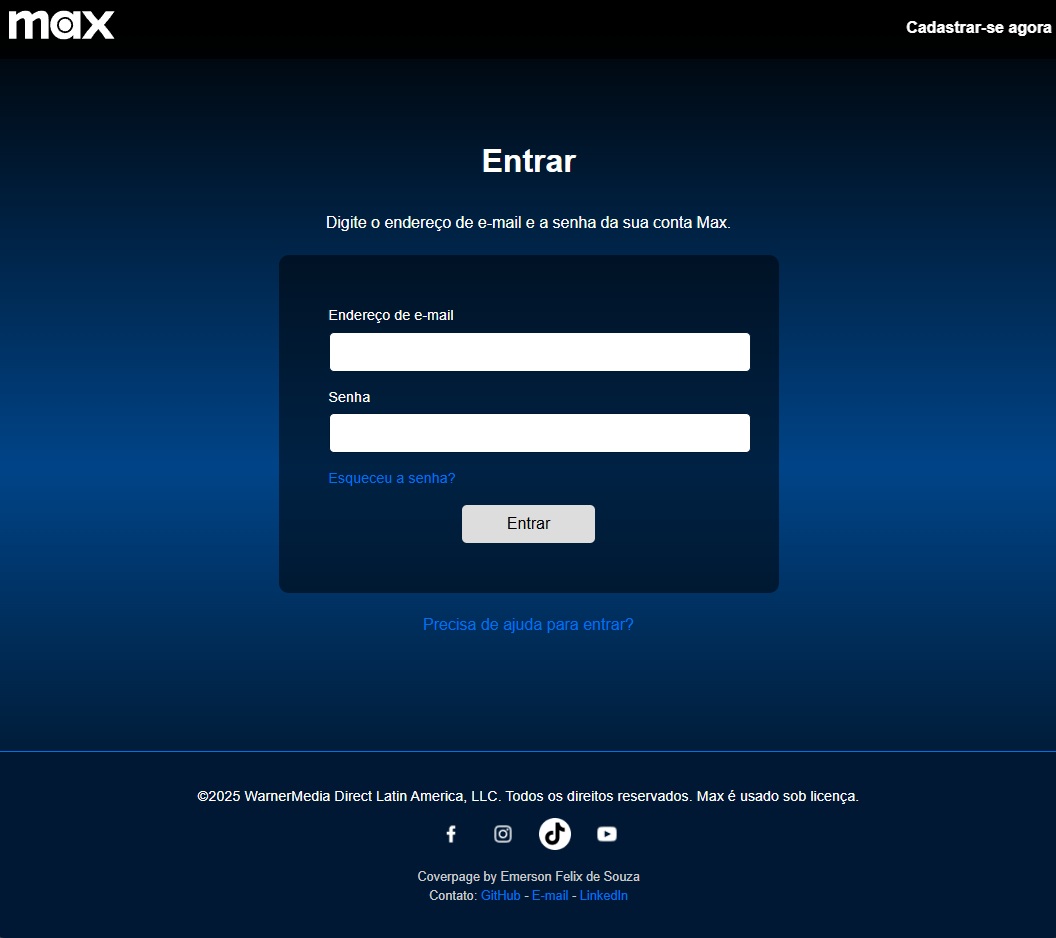 max
Cadastrar-se agora
Entrar
Digite o endereço de e-mail e a senha da sua conta Max.
Endereço de e-mail
Senha
Esqueceu a senha?
Entrar
Precisa de ajuda para entrar?
©2025 WarnerMedia Direct Latin America, LLC. Todos os direitos reservados. Max é usado sob licença.
Coverpage by Emerson Felix de Souza
Contato: GitHub - E-mail - LinkedIn